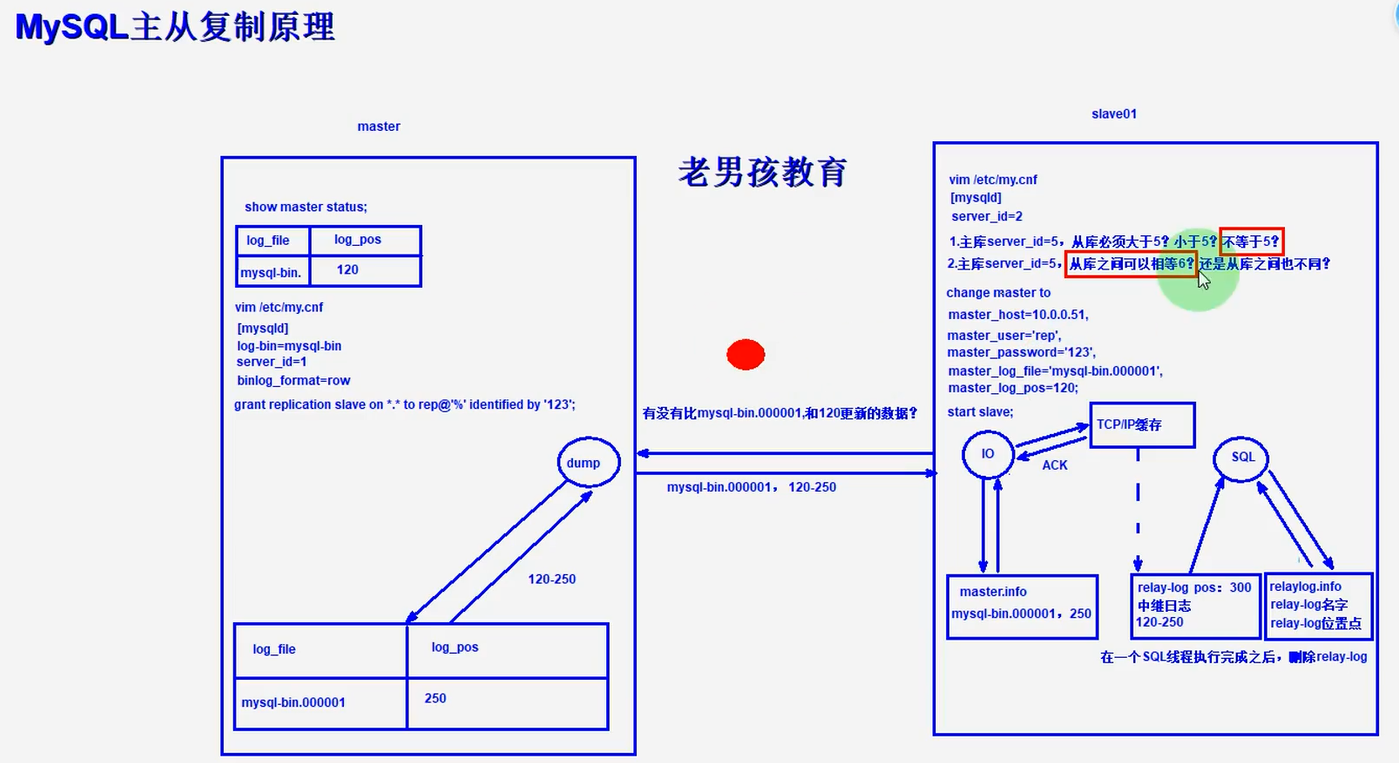 MySQL主从复制原理
master
slave01
老男孩教育
show master status;
log_file log_pos
mysql-bin. 120
vim /etc/my.cnf
[mysqld]
log-bin=mysql-bin
server_id=1
binlog_format=row
grant replication slave on *.* to rep@'%' identified by '123';
dump
120-250
log_file log_pos
mysql-bin.000001 250
有没有比mysql-bin.000001,和120更新的数据?
mysql-bin.000001, 120-250
vim /etc/my.cnf
[mysqld]
server_id=2
1.主库server_id=5, 从库必须大于5? 小于5? 不等于5?
2.主库server_id=5, 从库之间可以相等6? 还是从库之间也不同?
change master to
master_host=10.0.0.51,
master_user='rep',
master_password='123',
master_log_file='mysql-bin.000001',
master_log_pos=120;
start slave;
IO
TCP/IP缓存
ACK
SQL
master.info
mysql-bin.000001, 250
relay-log pos: 300
中继日志
120-250
relaylog.info
relay-log名字
relay-log位置点
在一个SQL线程执行完成之后, 删除relay-log